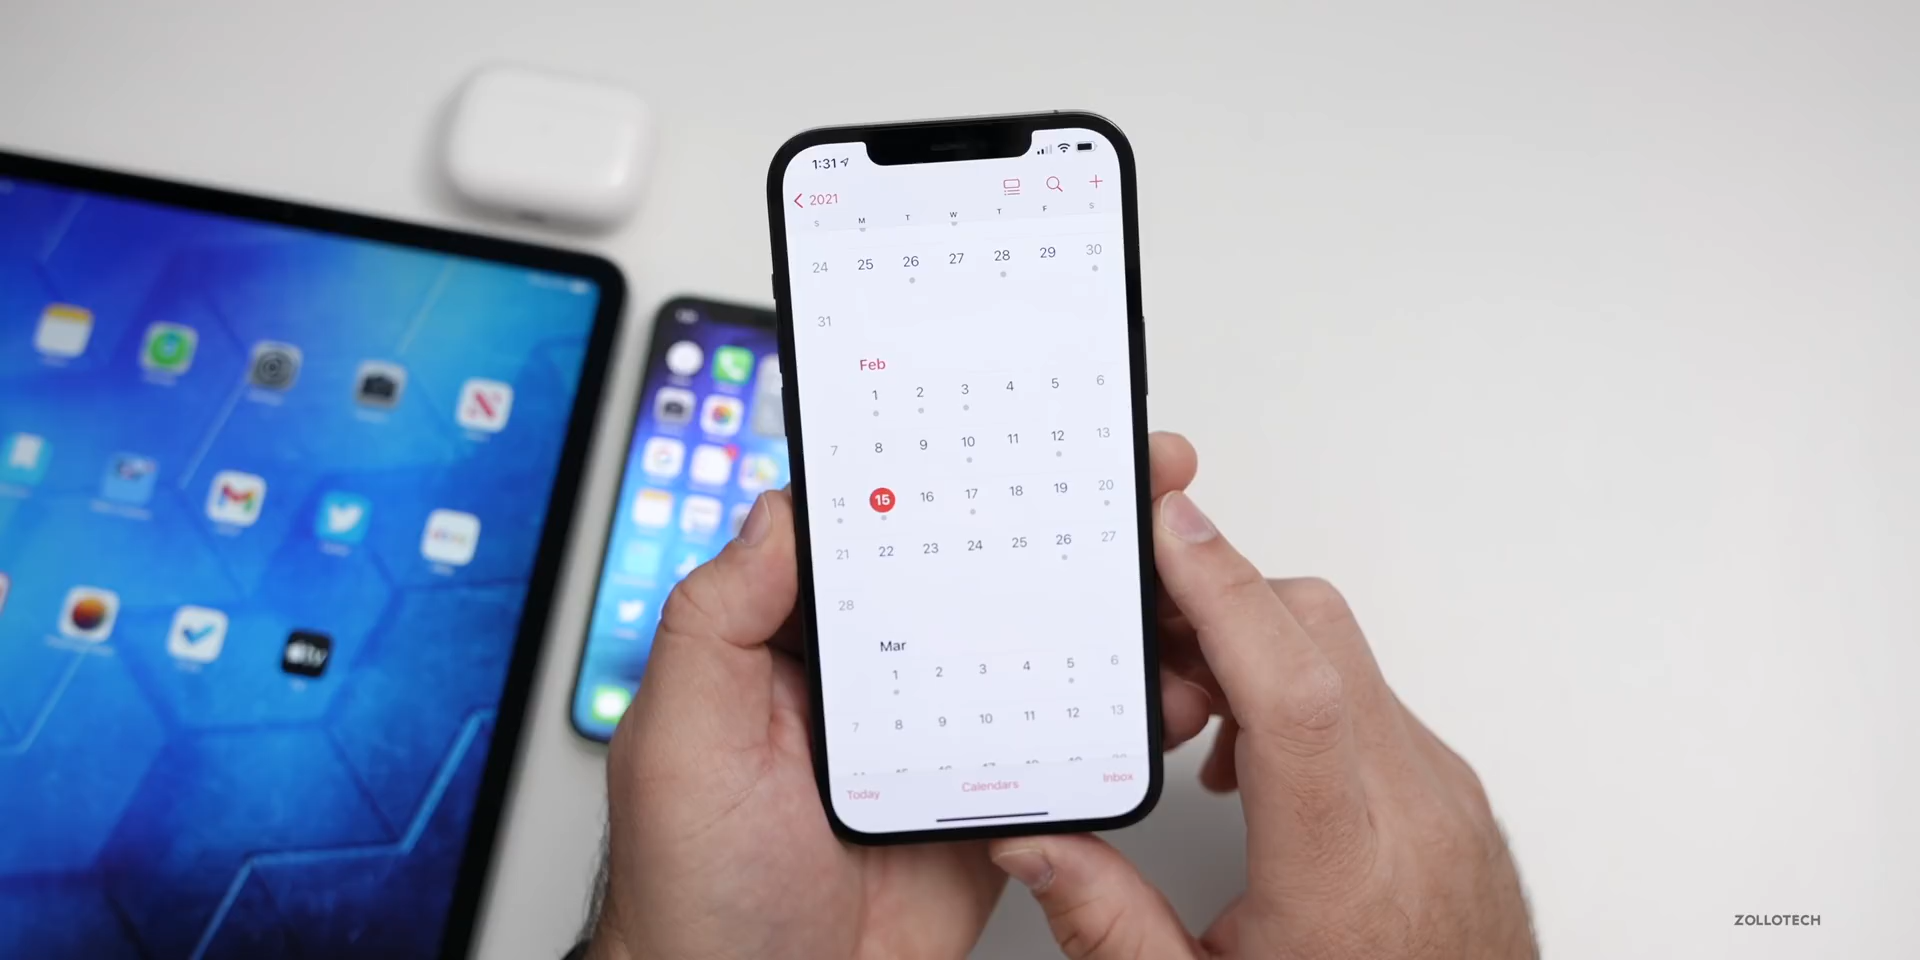 1:31
2021
S M T W T F S
24 25 26 27 28 29 30
31
Feb
1 2 3 4 5 6
7 8 9 10 11 12 13
14 15 16 17 18 19 20
21 22 23 24 25 26 27
28
Mar
1 2 3 4 5 6
7 8 9 10 11 12 13
Today Calendars Inbox
tv
ZOLLOTECH